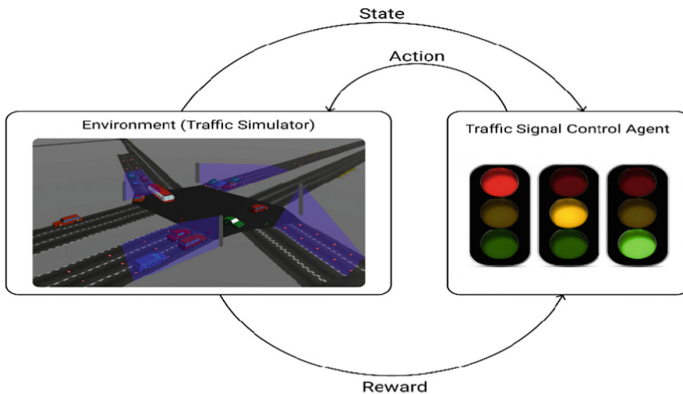 State
Action
Environment (Traffic Simulator)
Traffic Signal Control Agent
Reward